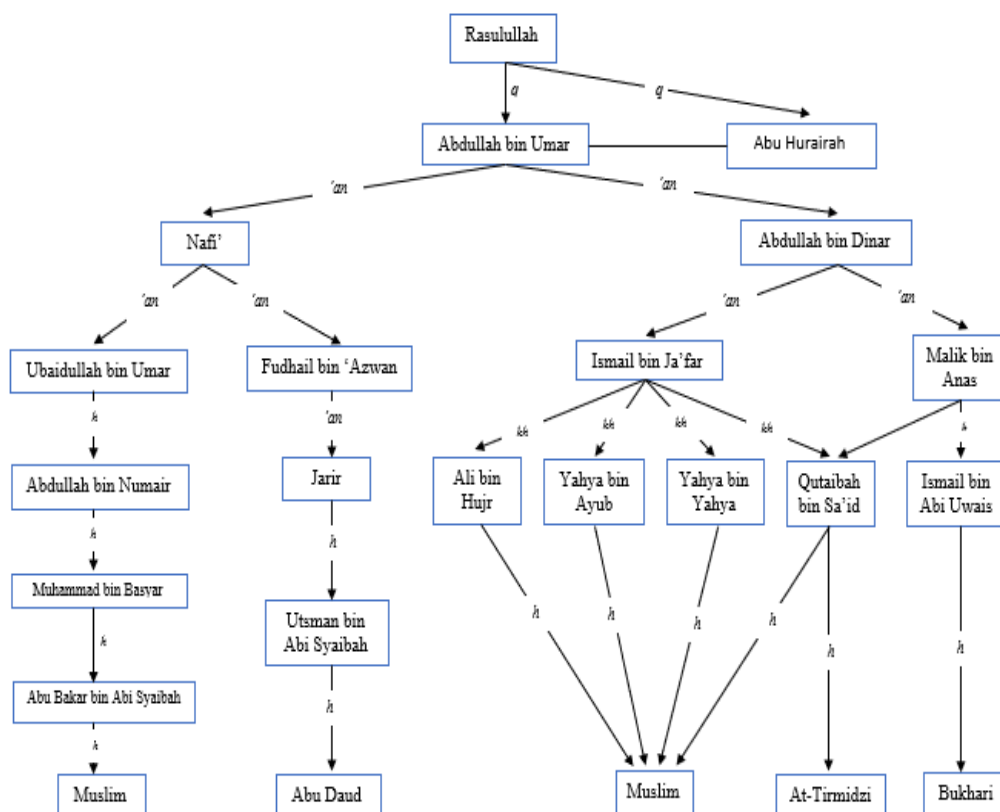 Rasulullah
q
q
Abdullah bin Umar
Abu Hurairah
'an
'an
Nafi’
Abdullah bin Dinar
'an
'an
'an
'an
Ubaidullah bin Umar
Fudhail bin ‘Azwan
Ismail bin Ja’far
Malik bin
Anas
h
'an
kh
kh
kh
kh
h
Abdullah bin Numair
Jarir
Ali bin
Hujr
Yahya bin
Ayub
Yahya bin
Yahya
Qutaibah
bin Sa’id
Ismail bin
Abi Uwais
h
h
Muhammad bin Basyar
Utsman bin
Abi Syaibah
h
h
h
h
h
h
h
Abu Bakar bin Abi Syaibah
h
h
Muslim
Abu Daud
Muslim
At-Tirmidzi
Bukhari